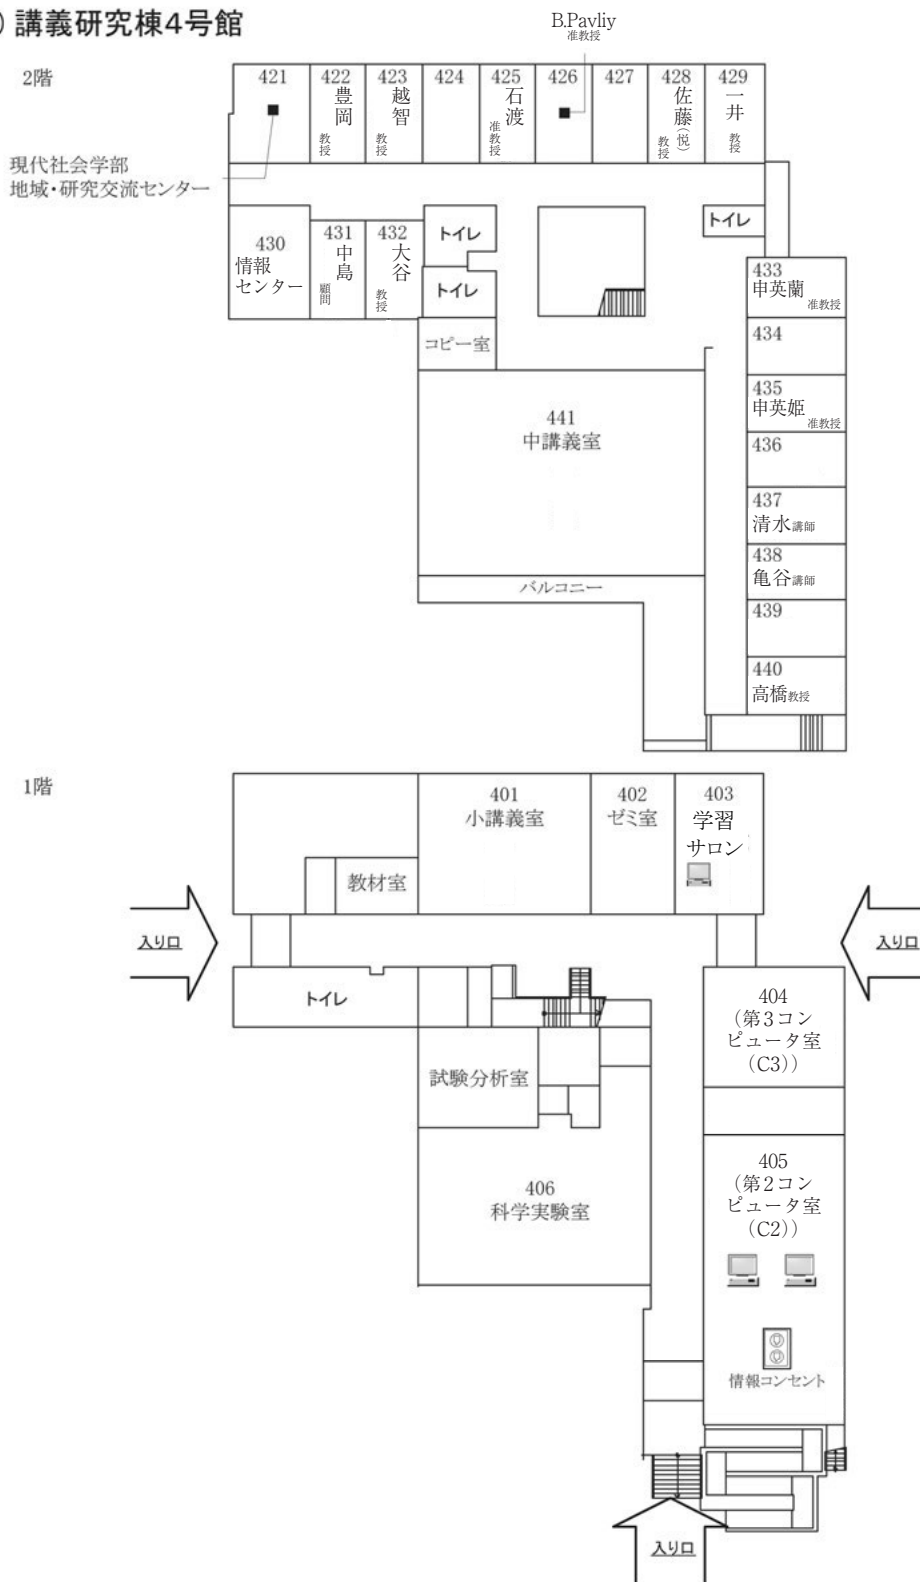 ) 講義研究棟4号館
B.Pavliy
准教授
2階
421
422
豊岡
教授
423
越智
教授
424
425
石渡
准教授
426
427
428
佐藤(悦)
教授
429
一井
教授
現代社会学部
地域・研究交流センター
430
情報
センター
431
中島
顧問
432
大谷
教授
トイレ
トイレ
トイレ
コピー室
433
申英蘭
准教授
434
435
申英姫
准教授
436
437
清水講師
438
亀谷講師
439
440
高橋教授
441
中講義室
バルコニー
1階
401
小講義室
402
ゼミ室
403
学習
サロン
教材室
入り口
入り口
トイレ
404
(第3コン
ピュータ室
(C3))
試験分析室
405
(第2コン
ピュータ室
(C2))
406
科学実験室
情報コンセント
入り口